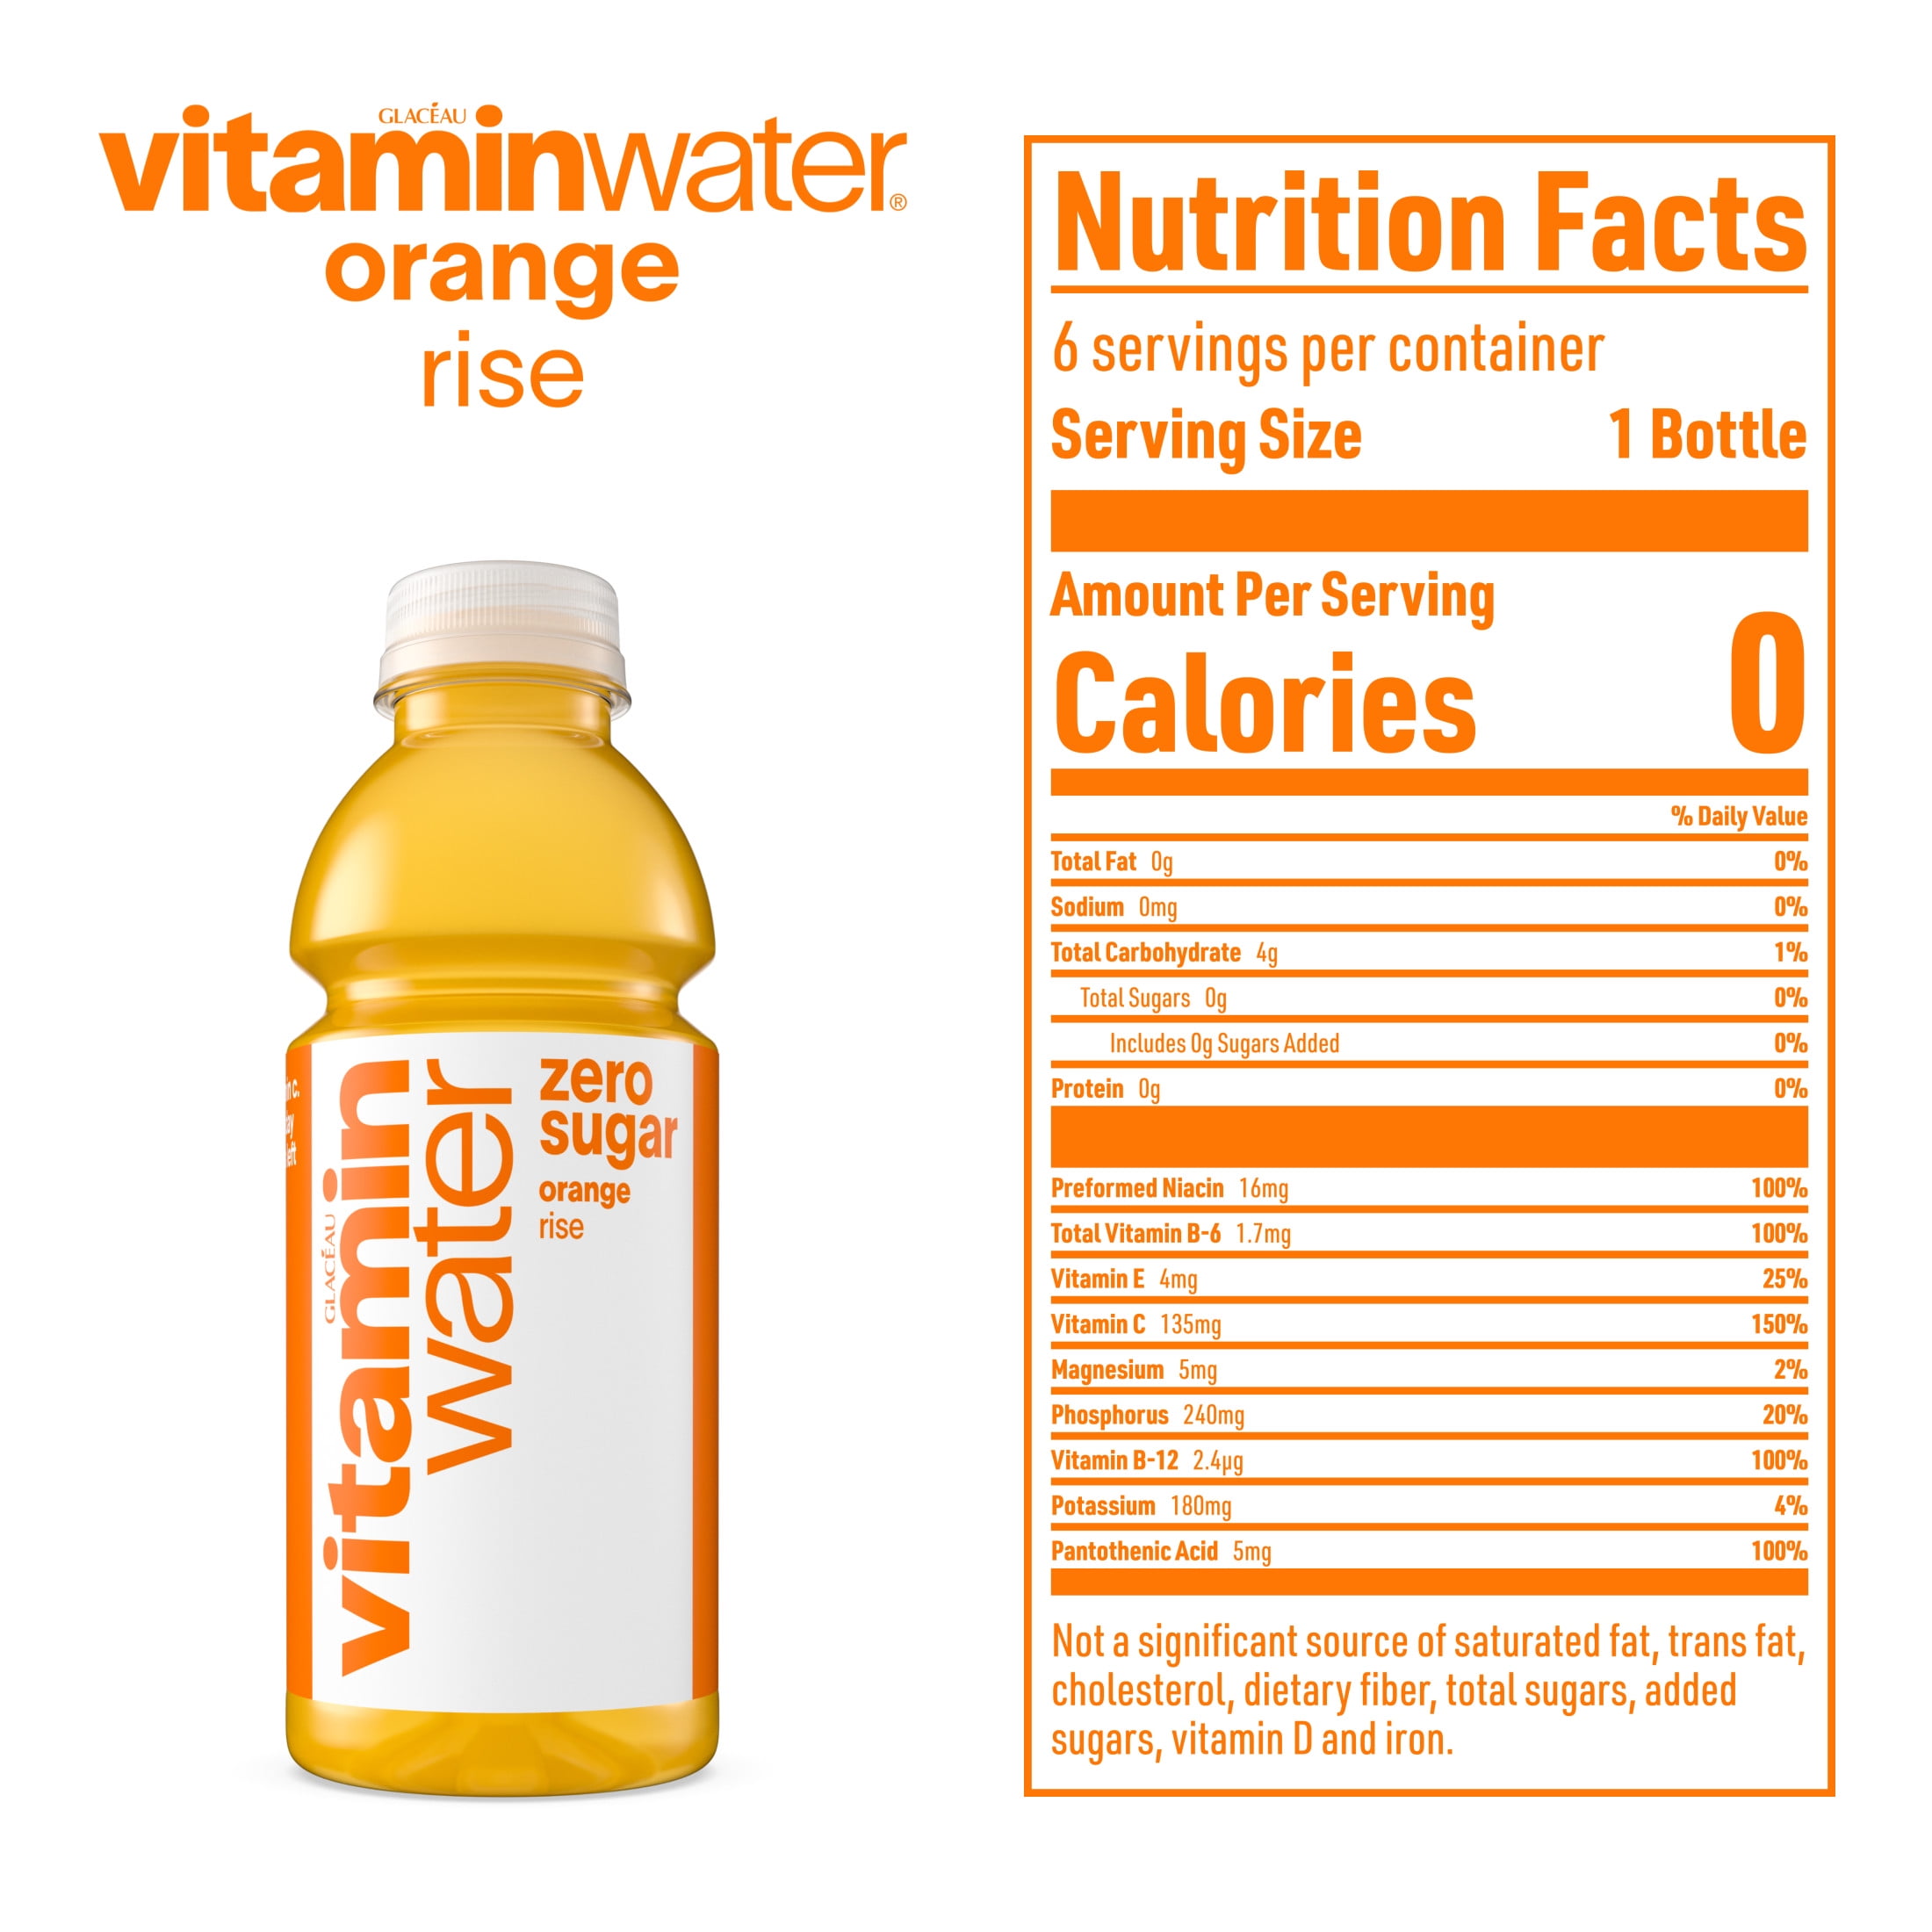 GLACÉAU
vitaminwater®
orange
rise
zero
sugar
orange
rise
GLACÉAU
vitamin
water
Nutrition Facts
6 servings per container
Serving Size 1 Bottle
Amount Per Serving
Calories 0
% Daily Value
Total Fat 0g 0%
Sodium 0mg 0%
Total Carbohydrate 4g 1%
Total Sugars 0g 0%
Includes 0g Sugars Added 0%
Protein 0g 0%
Preformed Niacin 16mg 100%
Total Vitamin B-6 1.7mg 100%
Vitamin E 4mg 25%
Vitamin C 135mg 150%
Magnesium 5mg 2%
Phosphorus 240mg 20%
Vitamin B-12 2.4µg 100%
Potassium 180mg 4%
Pantothenic Acid 5mg 100%
Not a significant source of saturated fat, trans fat,
cholesterol, dietary fiber, total sugars, added
sugars, vitamin D and iron.